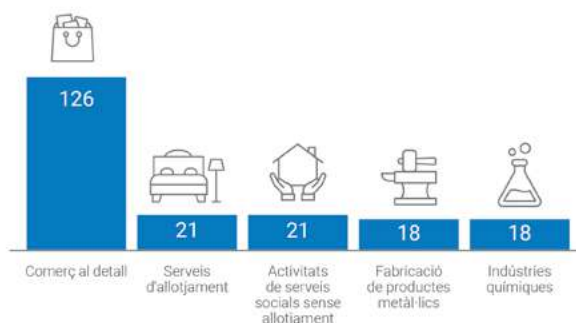 126
21
21
18
18
Comerç al detall
Serveis
d'allotjament
Activitats
de serveis
socials sense
allotjament
Fabricació
de productes
metàl·lics
Indústries
químiques